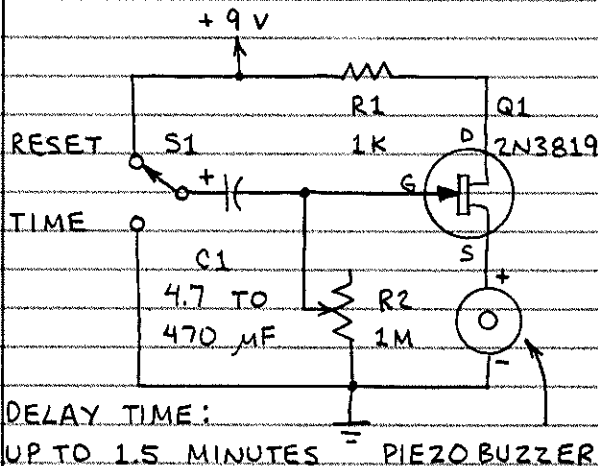 + 9 V
R1 Q1
RESET S1 1K D 2N3819
+ G
TIME
C1 S
4.7 TO R2 +
470 µF 1M
-
DELAY TIME:
UP TO 1.5 MINUTES PIEZO BUZZER